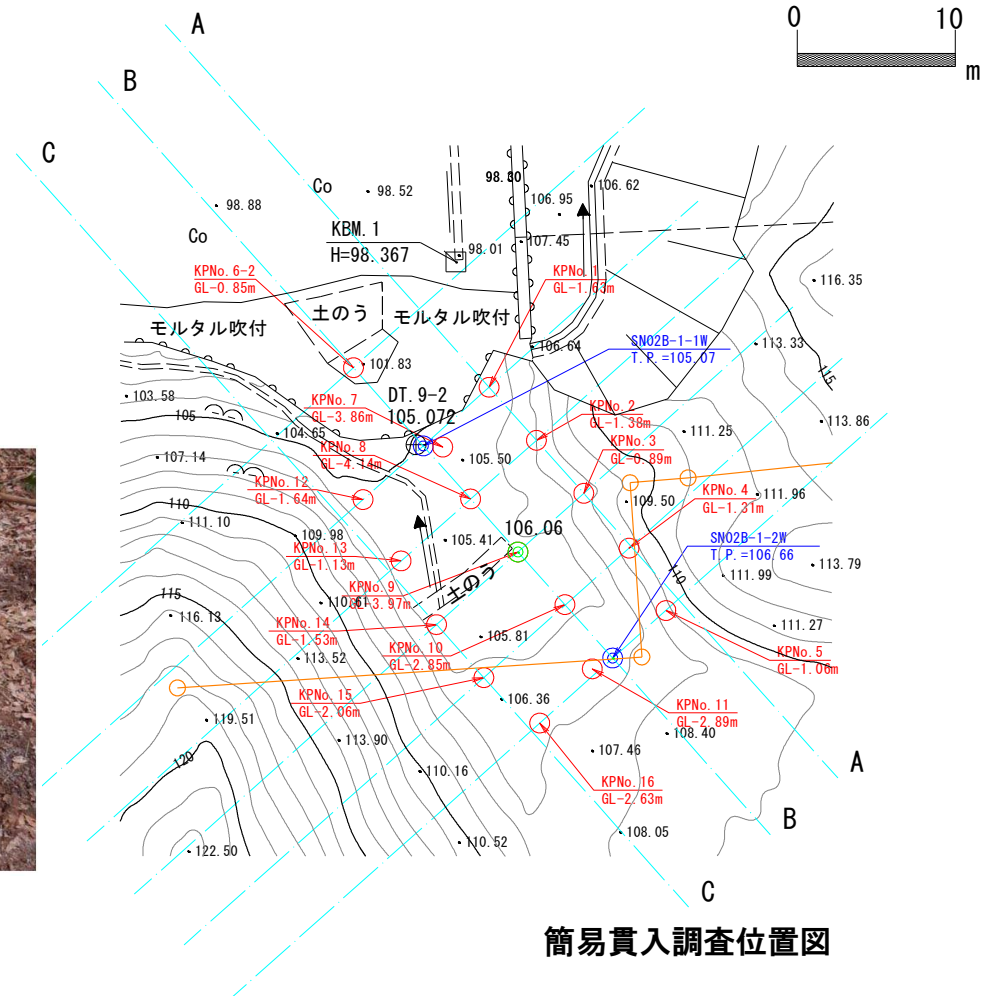 0 10
m
A
B
C
98.80
Co
98.52
106.62
98.88
106.95
Co
KBM.1
H=98.367
107.45
98.01
KPNo.6-2
GL-0.85m
KPNo.1
GL-1.63m
116.35
土のう
モルタル吹付
モルタル吹付
106.64
SNO2B-1-1W
T.P.=105.07
113.33
101.83
115
103.58
DT.9-2
105.072
KPNo.7
GL-3.86m
KPNo.2
GL-1.38m
105
104.65
113.86
111.25
KPNo.8
GL-4.14m
KPNo.3
GL-0.89m
107.14
105.50
KPNo.12
GL-1.64m
109.50
KPNo.4
GL-1.31m
111.96
110
111.10
109.98
105.41
106.06
SNO2B-1-2W
T.P.=106.66
KPNo.13
GL-1.13m
113.79
110
111.99
土のう
KPNo.9
GL-3.97m
115
110.61
116.13
KPNo.14
GL-1.53m
105.81
111.27
KPNo.10
GL-2.85m
113.52
KPNo.5
GL-1.06m
KPNo.15
GL-2.06m
106.36
KPNo.11
GL-2.89m
119.51
113.90
108.40
107.46
120
110.16
KPNo.16
GL-2.63m
A
B
108.05
110.52
122.50
C
簡易貫入調査位置図